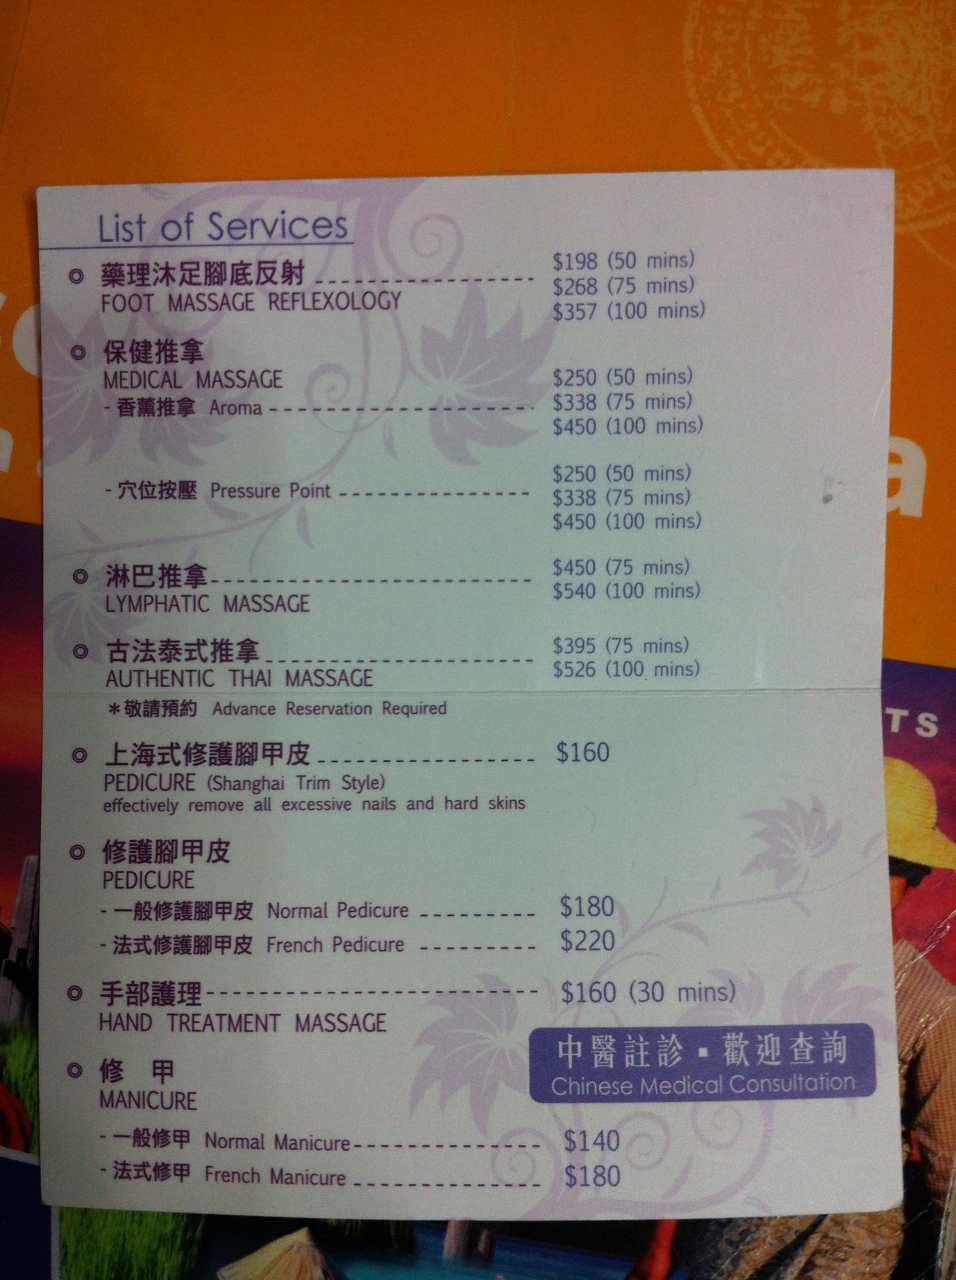 List of Services
◎ 藥理沐足腳底反射 $198 (50 mins)
FOOT MASSAGE REFLEXOLOGY $268 (75 mins)
$357 (100 mins)
◎ 保健推拿
MEDICAL MASSAGE $250 (50 mins)
- 香薰推拿 Aroma $338 (75 mins)
$450 (100 mins)
$250 (50 mins)
- 穴位按壓 Pressure Point $338 (75 mins)
$450 (100 mins)
◎ 淋巴推拿 $450 (75 mins)
LYMPHATIC MASSAGE $540 (100 mins)
◎ 古法泰式推拿 $395 (75 mins)
AUTHENTIC THAI MASSAGE $526 (100 mins)
*敬請預約 Advance Reservation Required
◎ 上海式修護腳甲皮 $160
PEDICURE (Shanghai Trim Style)
effectively remove all excessive nails and hard skins
◎ 修護腳甲皮
PEDICURE
- 一般修護腳甲皮 Normal Pedicure $180
- 法式修護腳甲皮 French Pedicure $220
◎ 手部護理 $160 (30 mins)
HAND TREATMENT MASSAGE
中醫註診▪歡迎查詢
Chinese Medical Consultation
◎ 修 甲
MANICURE
- 一般修甲 Normal Manicure $140
- 法式修甲 French Manicure $180